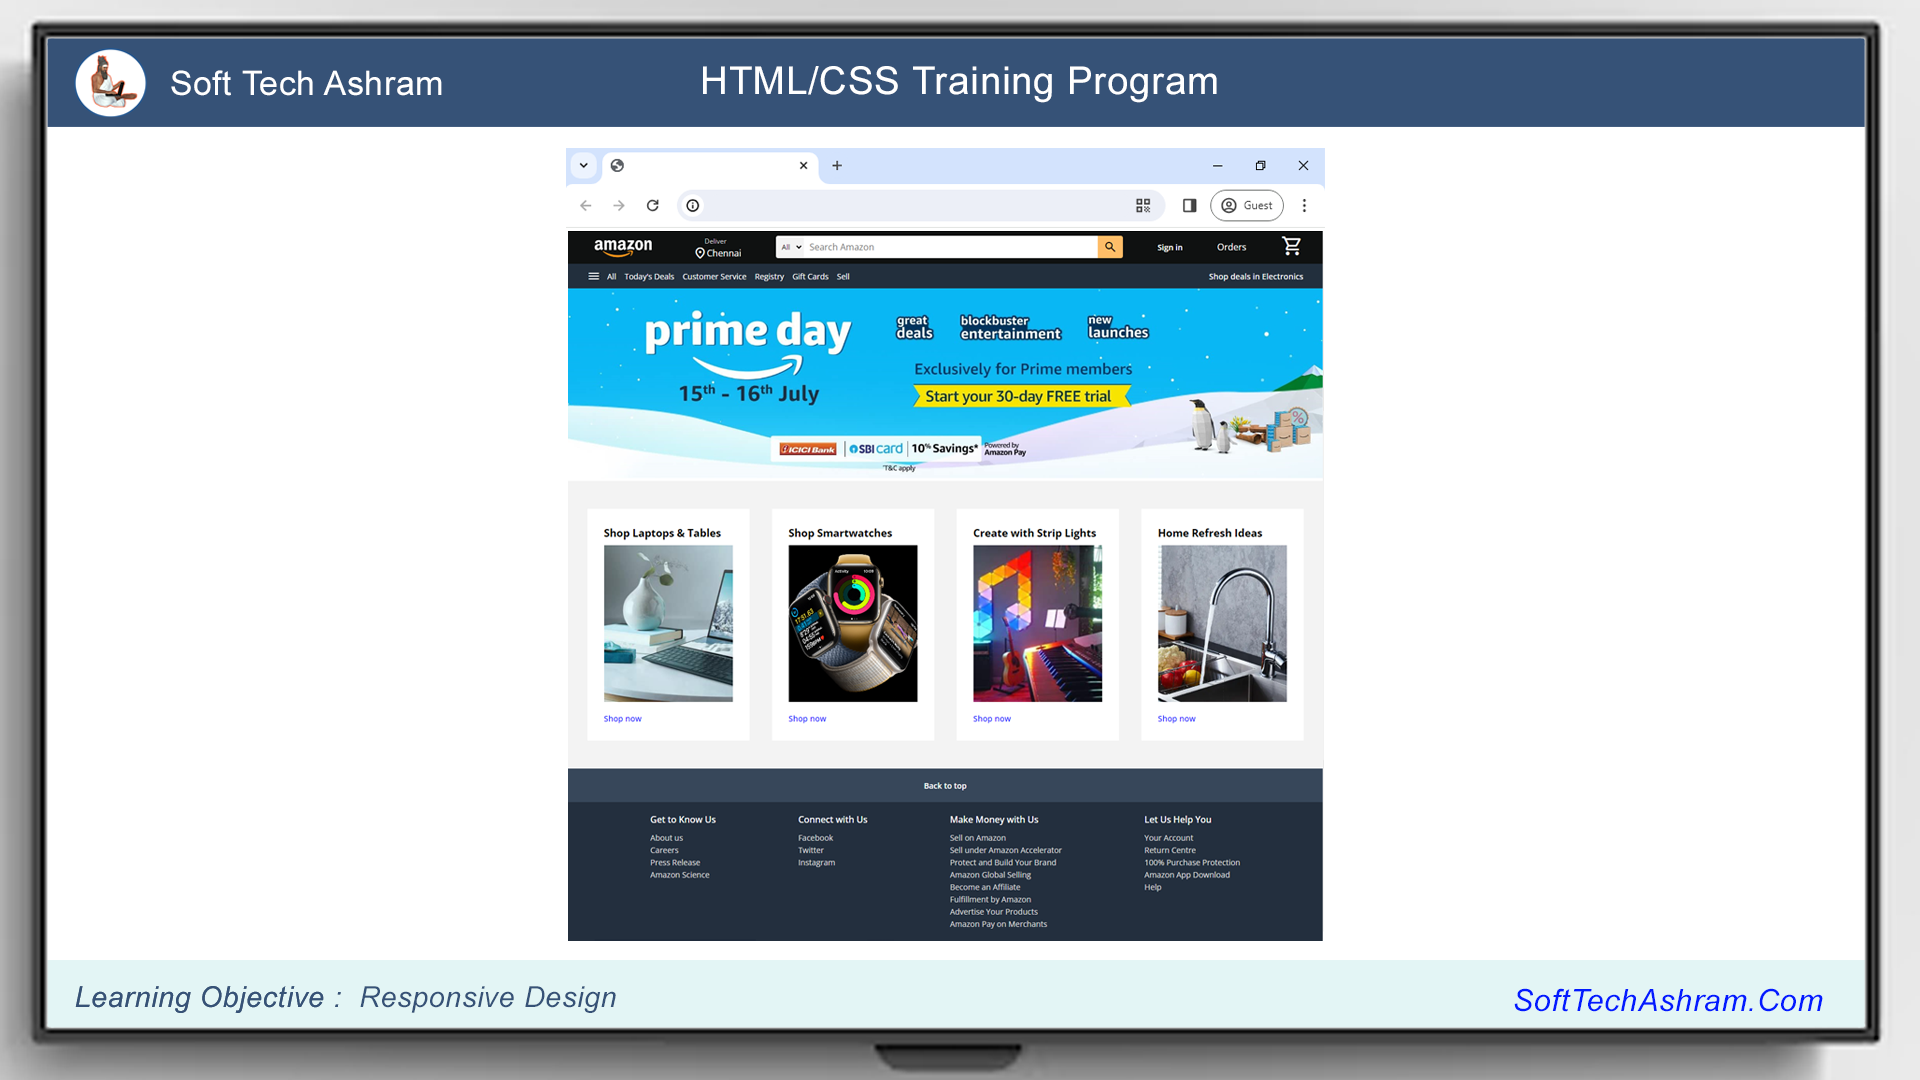 Soft Tech Ashram
HTML/CSS Training Program
Guest
amazon
Deliver
Chennai
All
Search Amazon
Sign in
Orders
All Today's Deals Customer Service Registry Gift Cards Sell
Shop deals in Electronics
prime day
15th - 16th July
great deals
blockbuster entertainment
new launches
Exclusively for Prime members
Start your 30-day FREE trial
ICICI Bank SBI card 10% Savings* Powered by Amazon Pay
*T&C apply
Shop Laptops & Tables
Shop now
Shop Smartwatches
Shop now
Create with Strip Lights
Shop now
Home Refresh Ideas
Shop now
Back to top
Get to Know Us
About us
Careers
Press Release
Amazon Science
Connect with Us
Facebook
Twitter
Instagram
Make Money with Us
Sell on Amazon
Sell under Amazon Accelerator
Protect and Build Your Brand
Amazon Global Selling
Become an Affiliate
Fulfillment by Amazon
Advertise Your Products
Amazon Pay on Merchants
Let Us Help You
Your Account
Return Centre
100% Purchase Protection
Amazon App Download
Help
Learning Objective : Responsive Design
SoftTechAshram.Com